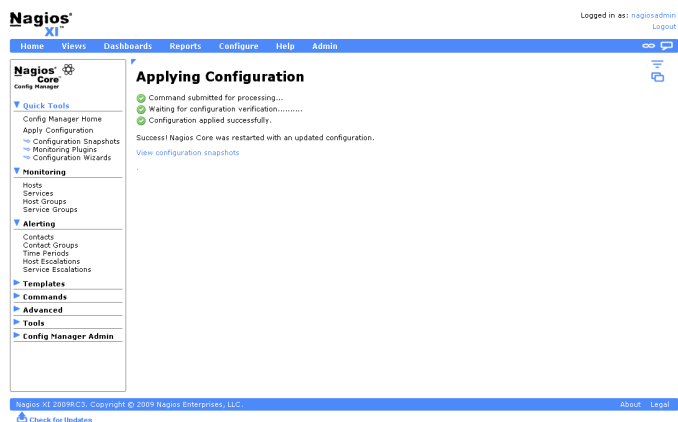 Nagios®
XI™
Logged in as: nagiosadmin
Logout
Home Views Dashboards Reports Configure Help Admin
Nagios®
Core™
Config Manager
Quick Tools
Config Manager Home
Apply Configuration
Configuration Snapshots
Monitoring Plugins
Configuration Wizards
Monitoring
Hosts
Services
Host Groups
Service Groups
Alerting
Contacts
Contact Groups
Time Periods
Host Escalations
Service Escalations
Templates
Commands
Advanced
Tools
Config Manager Admin
Applying Configuration
Command submitted for processing...
Waiting for configuration verification..........
Configuration applied successfully.
Success! Nagios Core was restarted with an updated configuration.
View configuration snapshots
.
Nagios XI 2009RC3. Copyright © 2009 Nagios Enterprises, LLC.
About Legal
Check for Updates